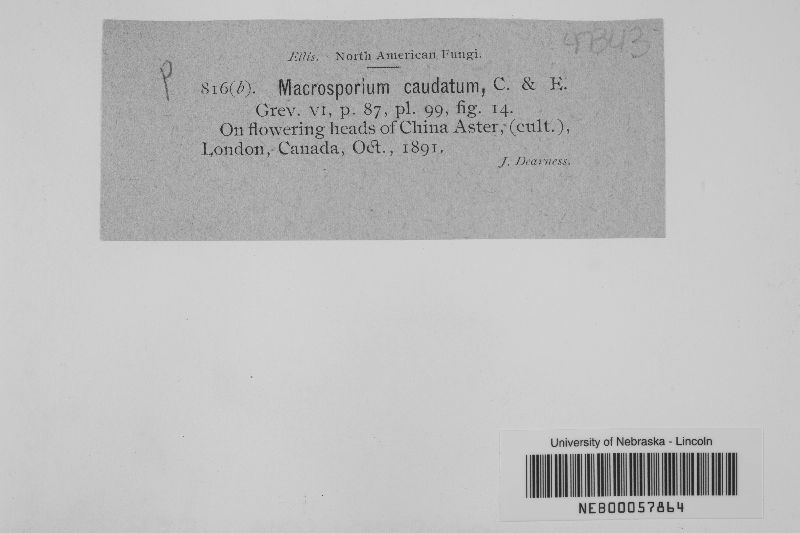 Ellis. North American Fungi.
P
816(b). Macrosporium caudatum, C. & E.
Grev. VI, p. 87, pl. 99, fig. 14.
On flowering heads of China Aster, (cult.),
London, Canada, Oct., 1891.
J. Dearness.
University of Nebraska - Lincoln
NEB00057864